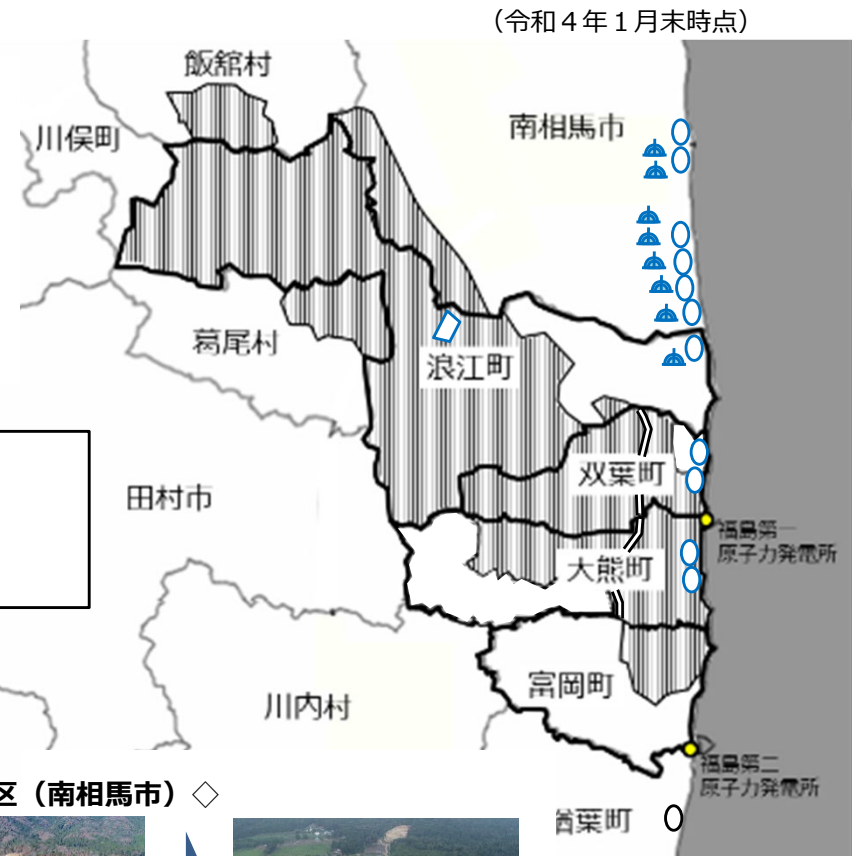 （令和４年１月末時点）
飯舘村
川俣町
南相馬市
葛尾村
浪江町
田村市
双葉町
福島第一
原子力発電所
大熊町
川内村
富岡町
福島第二
原子力発電所
区（南相馬市）◇
楢葉町